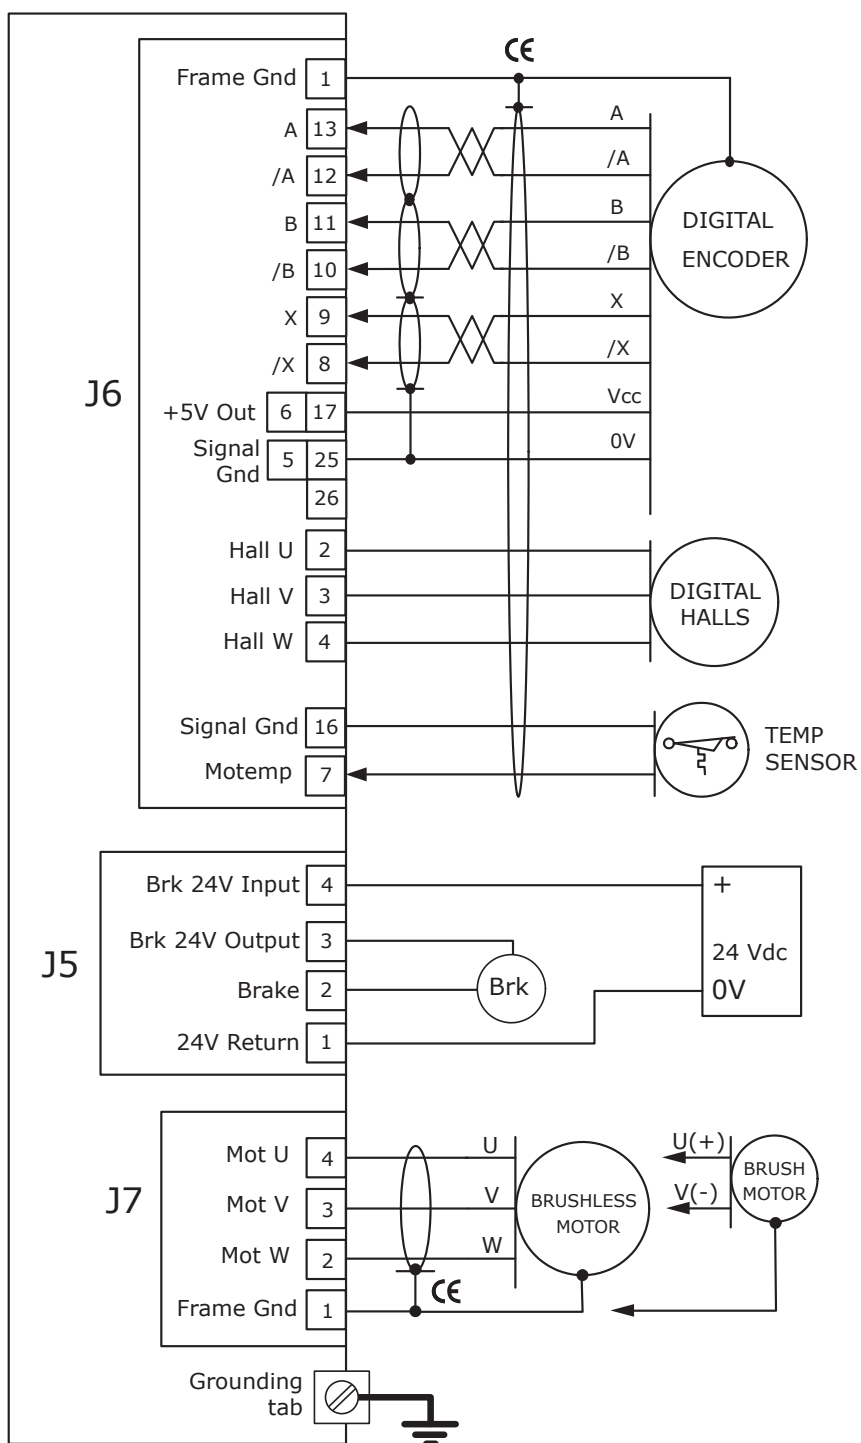 CE
Frame Gnd 1
A 13 A
/A 12 /A
B 11 B
/B 10 /B
DIGITAL
ENCODER
X 9 X
/X 8 /X
J6
+5V Out 6 17 Vcc
Signal
Gnd 5 25 0V
26
Hall U 2
Hall V 3
Hall W 4
DIGITAL
HALLS
Signal Gnd 16
Motemp 7
TEMP
SENSOR
J5
Brk 24V Input 4 +
Brk 24V Output 3
24 Vdc
Brake 2 Brk 0V
24V Return 1
J7
Mot U 4 U
Mot V 3 V
Mot W 2 W
BRUSHLESS
MOTOR
U(+)
V(-)
BRUSH
MOTOR
CE
Frame Gnd 1
Grounding
tab